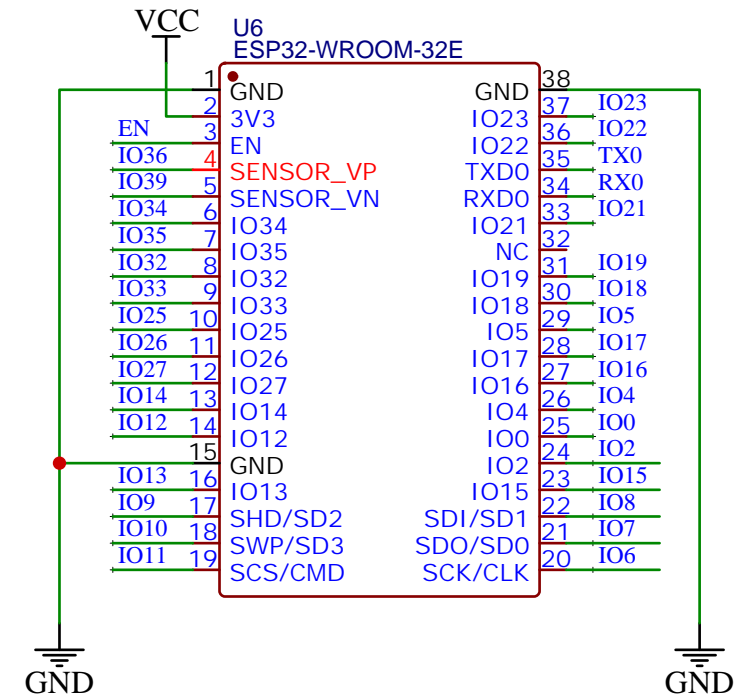 VCC
U6
ESP32-WROOM-32E
1 GND GND 38
2 3V3 IO23 37 IO23
EN 3 EN IO22 36 IO22
IO36 4 SENSOR_VP TXD0 35 TX0
IO39 5 SENSOR_VN RXD0 34 RX0
IO34 6 IO34 IO21 33 IO21
IO35 7 IO35 NC 32
IO32 8 IO32 IO19 31 IO19
IO33 9 IO33 IO18 30 IO18
IO25 10 IO25 IO5 29 IO5
IO26 11 IO26 IO17 28 IO17
IO27 12 IO27 IO16 27 IO16
IO14 13 IO14 IO4 26 IO4
IO12 14 IO12 IO0 25 IO0
15 GND IO2 24 IO2
IO13 16 IO13 IO15 23 IO15
IO9 17 SHD/SD2 SDI/SD1 22 IO8
IO10 18 SWP/SD3 SDO/SD0 21 IO7
IO11 19 SCS/CMD SCK/CLK 20 IO6
GND GND